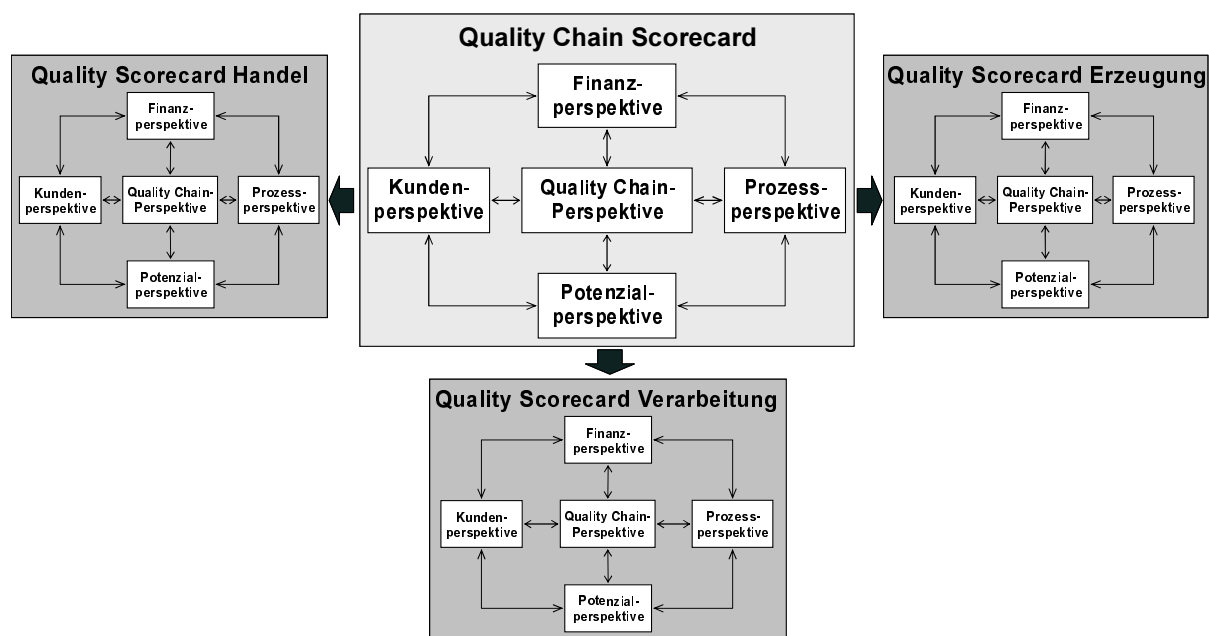 Quality Chain Scorecard
Finanz-
perspektive
Kunden-
perspektive
Quality Chain-
Perspektive
Prozess-
perspektive
Potenzial-
perspektive
Quality Scorecard Handel
Finanz-
perspektive
Kunden-
perspektive
Quality Chain-
Perspektive
Prozess-
perspektive
Potenzial-
perspektive
Quality Scorecard Erzeugung
Finanz-
perspektive
Kunden-
perspektive
Quality Chain-
Perspektive
Prozess-
perspektive
Potenzial-
perspektive
Quality Scorecard Verarbeitung
Finanz-
perspektive
Kunden-
perspektive
Quality Chain-
Perspektive
Prozess-
perspektive
Potenzial-
perspektive